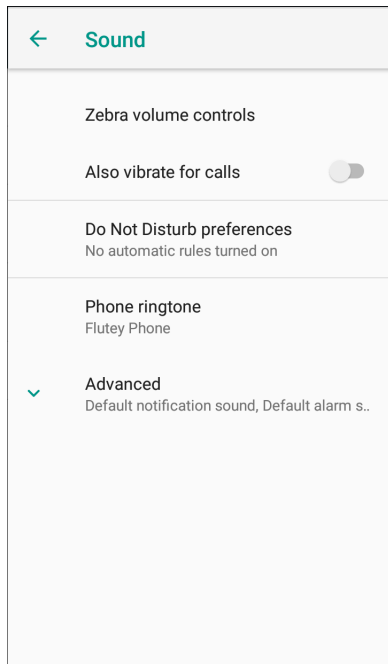 Sound
Zebra volume controls
Also vibrate for calls
Do Not Disturb preferences
No automatic rules turned on
Phone ringtone
Flutey Phone
Advanced
Default notification sound, Default alarm s..